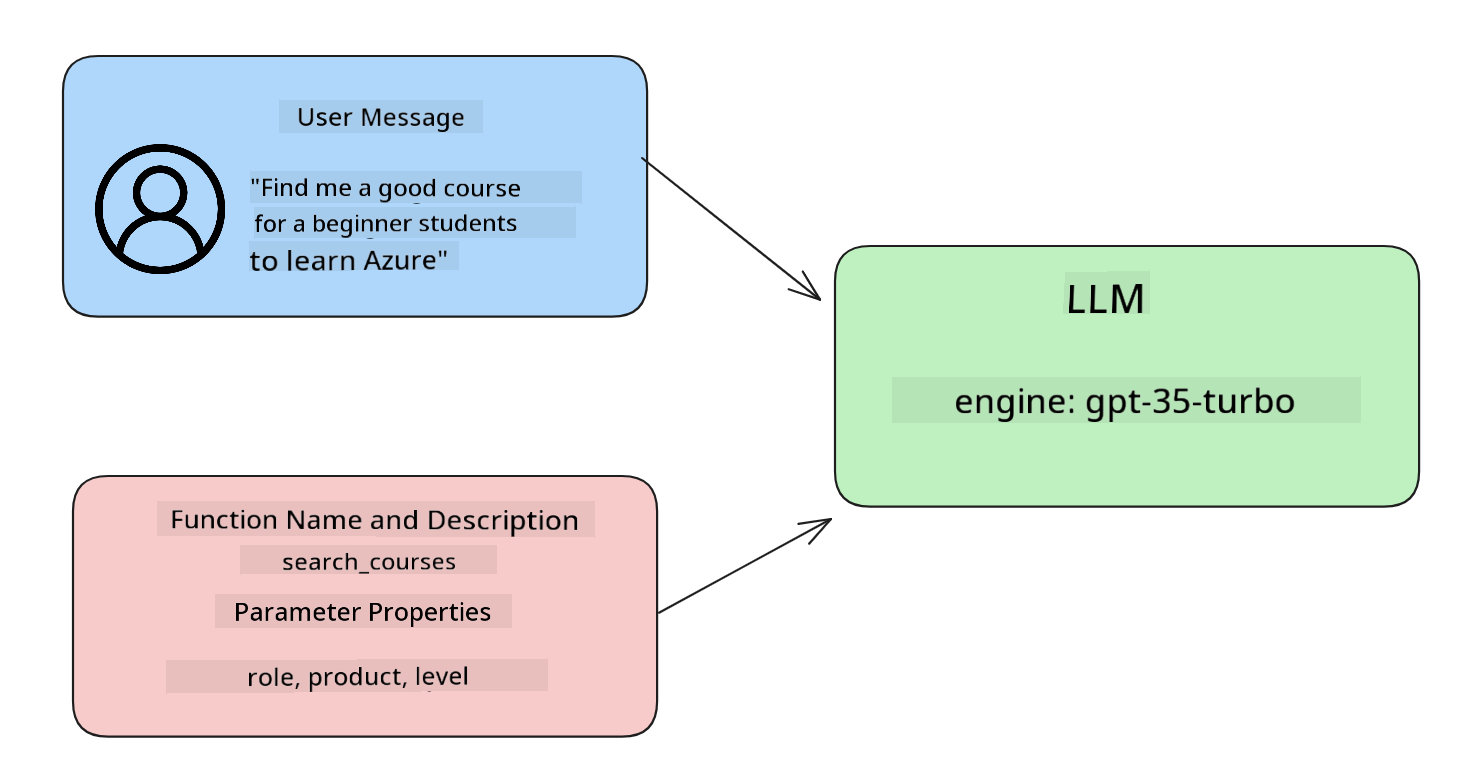 User Message
"Find me a good course
for a beginner students
to learn Azure"
LLM
engine: gpt-35-turbo
Function Name and Description
search_courses
Parameter Properties
role, product, level